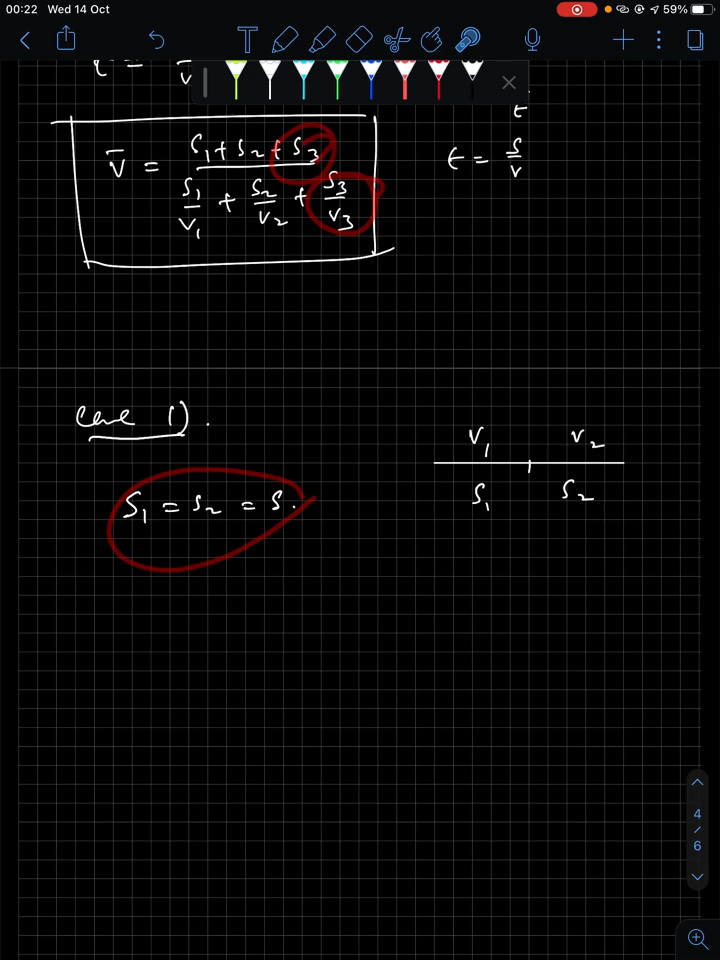 00:22 Wed 14 Oct 59%
v
t
V̄ = (S₁ + S₂ + S₃) / (S₁/V₁ + S₂/V₂ + S₃/V₃)
t = S/V
Case 1).
V₁ V₂
S₁ = S₂ = S.
S₁ S₂
4
6